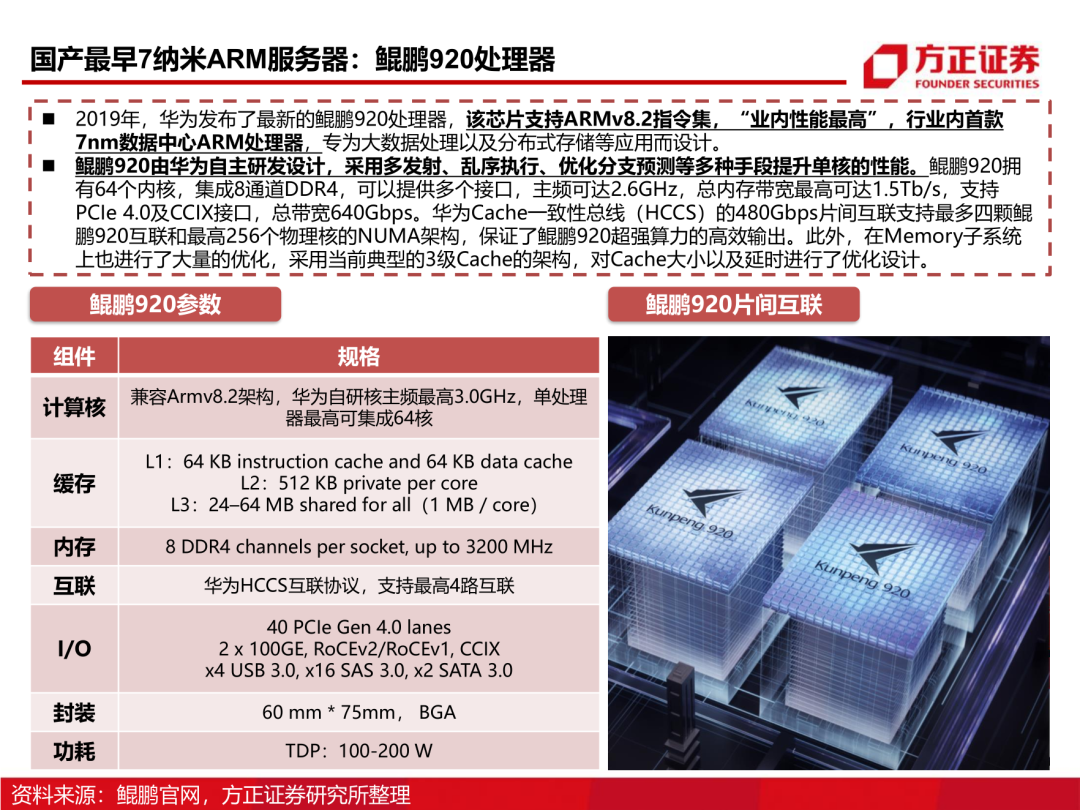 国产最早7纳米ARM服务器：鲲鹏920处理器
方正证券
FOUNDER SECURITIES
■ 2019年，华为发布了最新的鲲鹏920处理器，该芯片支持ARMv8.2指令集，“业内性能最高”，行业内首款
7nm数据中心ARM处理器，专为大数据处理以及分布式存储等应用而设计。
■ 鲲鹏920由华为自主研发设计，采用多发射、乱序执行、优化分支预测等多种手段提升单核的性能。鲲鹏920拥
有64个内核，集成8通道DDR4，可以提供多个接口，主频可达2.6GHz，总内存带宽最高可达1.5Tb/s，支持
PCIe 4.0及CCIX接口，总带宽640Gbps。华为Cache一致性总线（HCCS）的480Gbps片间互联支持最多四颗鲲
鹏920互联和最高256个物理核的NUMA架构，保证了鲲鹏920超强算力的高效输出。此外，在Memory子系统
上也进行了大量的优化，采用当前典型的3级Cache的架构，对Cache大小以及延时进行了优化设计。
鲲鹏920参数
鲲鹏920片间互联
组件 规格
计算核 兼容Armv8.2架构，华为自研核主频最高3.0GHz，单处理
器最高可集成64核
缓存 L1：64 KB instruction cache and 64 KB data cache
L2：512 KB private per core
L3：24–64 MB shared for all（1 MB / core）
内存 8 DDR4 channels per socket, up to 3200 MHz
互联 华为HCCS互联协议，支持最高4路互联
I/O 40 PCIe Gen 4.0 lanes
2 x 100GE, RoCEv2/RoCEv1, CCIX
x4 USB 3.0, x16 SAS 3.0, x2 SATA 3.0
封装 60 mm * 75mm， BGA
功耗 TDP：100-200 W
Kunpeng 920
Kunpeng 920
Kunpeng 920
Kunpeng 920
资料来源：鲲鹏官网，方正证券研究所整理